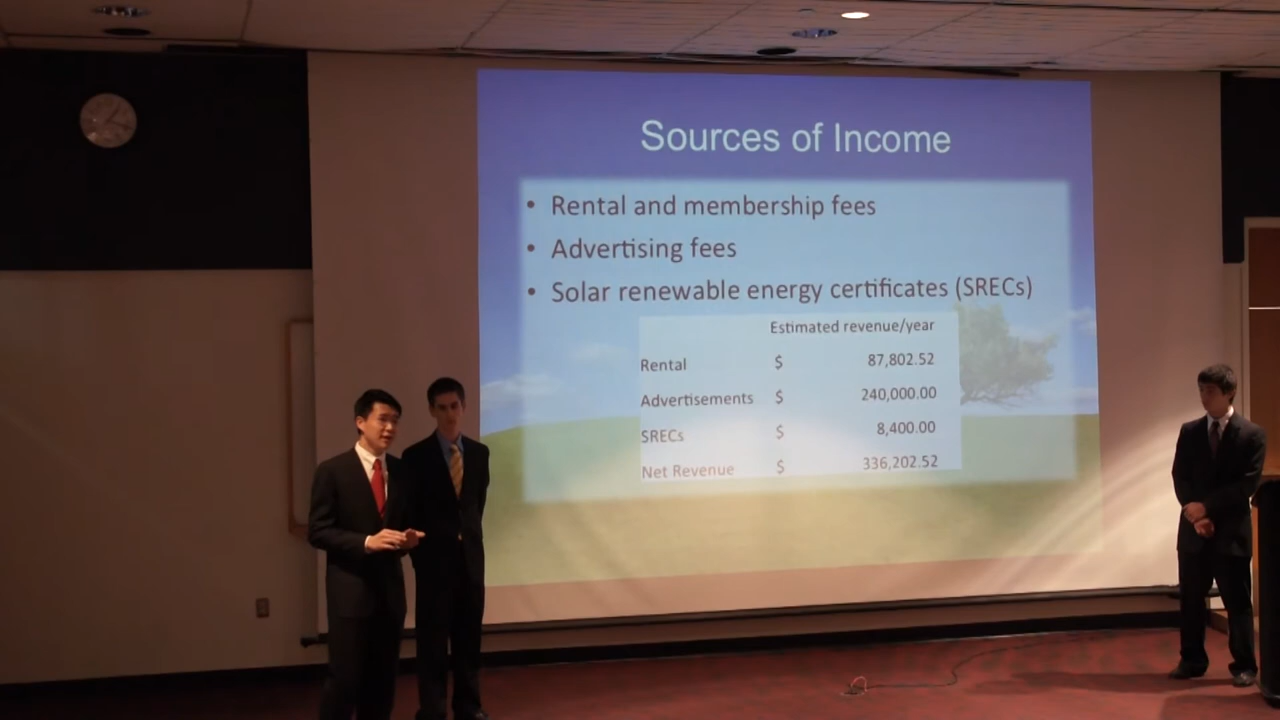 Sources of Income
• Rental and membership fees
• Advertising fees
• Solar renewable energy certificates (SRECs)
Estimated revenue/year
Rental $ 87,802.52
Advertisements $ 240,000.00
SRECs $ 8,400.00
Net Revenue $ 336,202.52